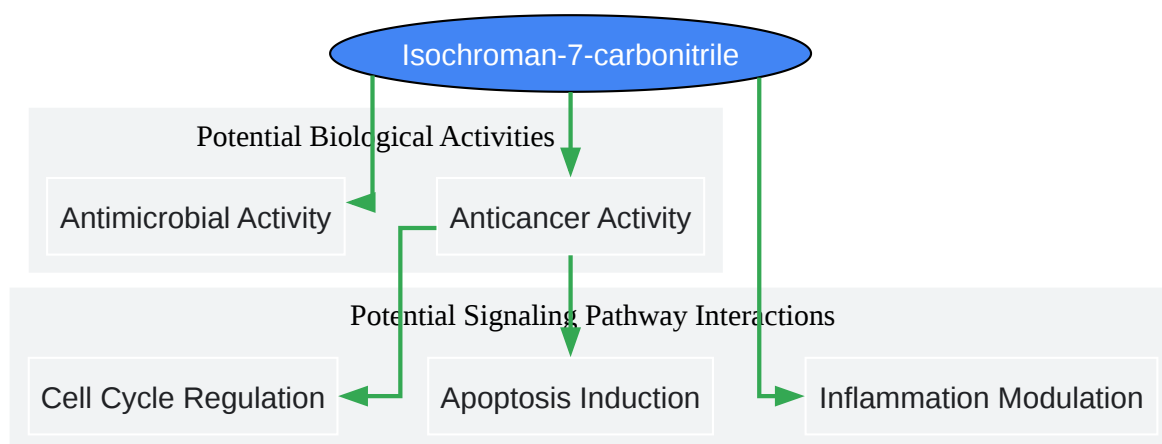 Isochroman-7-carbonitrile
Potential Biological Activities
Antimicrobial Activity
Anticancer Activity
Potential Signaling Pathway Interactions
Cell Cycle Regulation
Apoptosis Induction
Inflammation Modulation